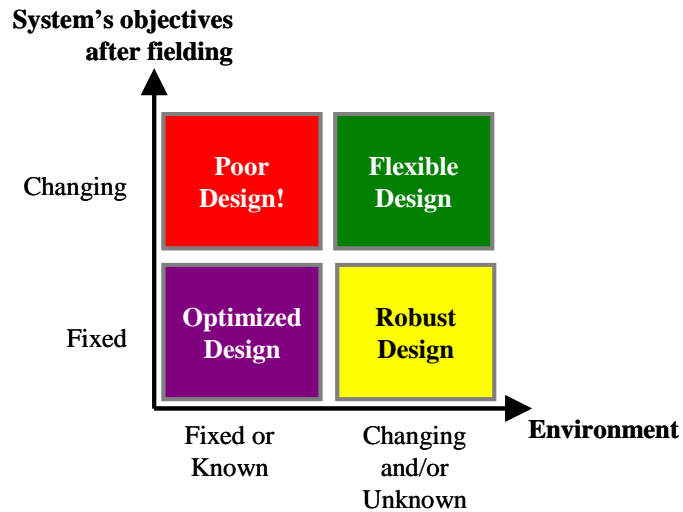 System's objectives
after fielding
Changing
Poor
Design!
Flexible
Design
Fixed
Optimized
Design
Robust
Design
Environment
Fixed or
Known
Changing
and/or
Unknown